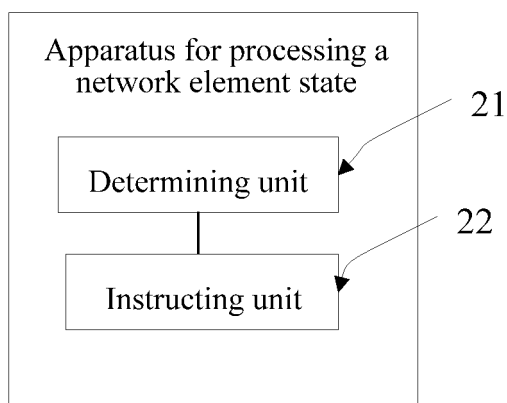 Apparatus for processing a
network element state
Determining unit
21
Instructing unit
22